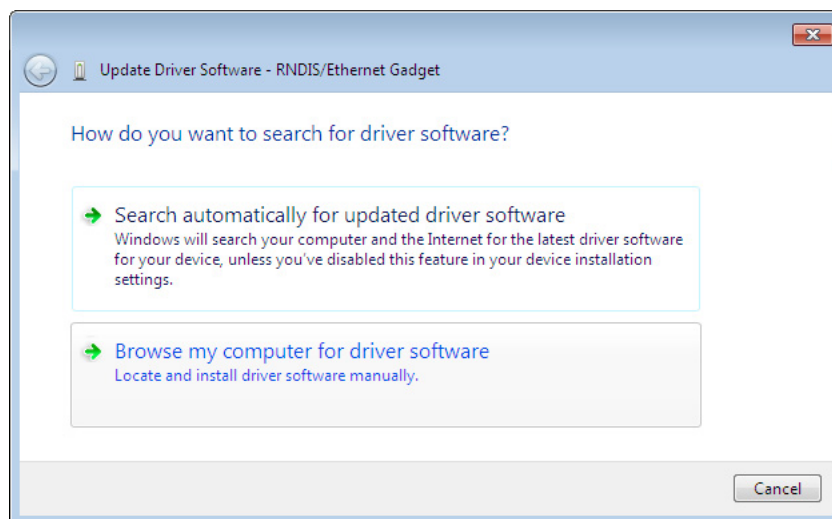 Update Driver Software - RNDIS/Ethernet Gadget
How do you want to search for driver software?
Search automatically for updated driver software
Windows will search your computer and the Internet for the latest driver software
for your device, unless you've disabled this feature in your device installation
settings.
Browse my computer for driver software
Locate and install driver software manually.
Cancel